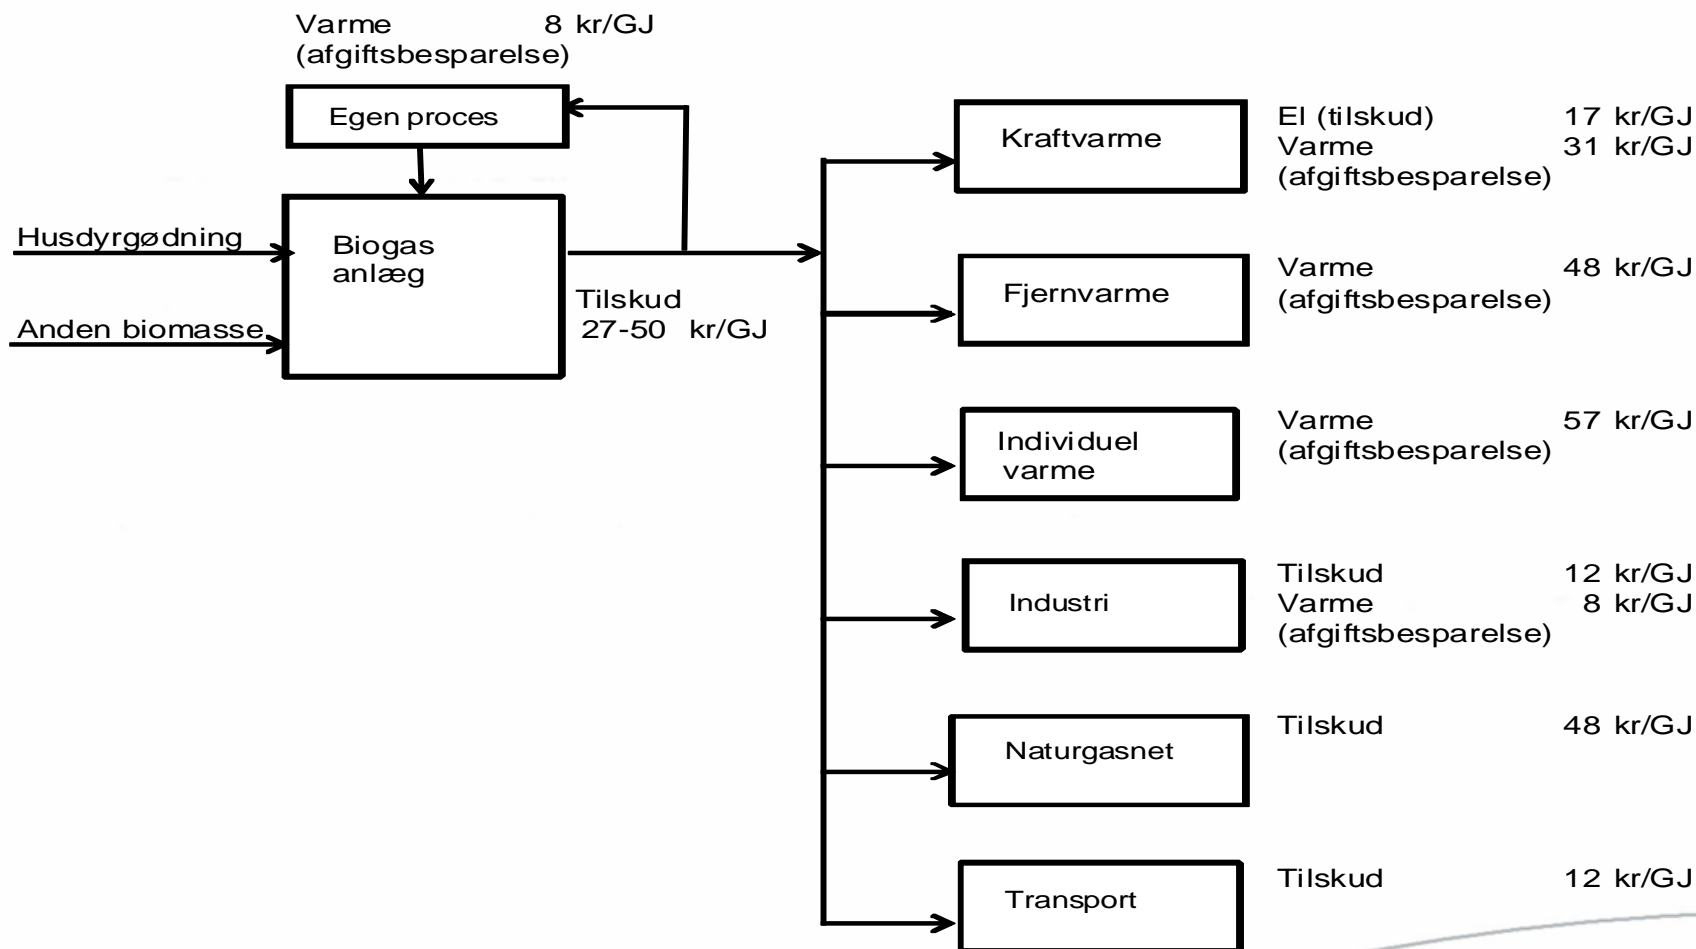 Varme 8 kr/GJ
(afgiftsbesparelse)
Egen proces
Husdyrgødning
Anden biomasse
Biogas
anlæg
Tilskud
27-50 kr/GJ
Kraftvarme
El (tilskud) 17 kr/GJ
Varme 31 kr/GJ
(afgiftsbesparelse)
Fjernvarme
Varme 48 kr/GJ
(afgiftsbesparelse)
Individuel
varme
Varme 57 kr/GJ
(afgiftsbesparelse)
Industri
Tilskud 12 kr/GJ
Varme 8 kr/GJ
(afgiftsbesparelse)
Naturgasnet
Tilskud 48 kr/GJ
Transport
Tilskud 12 kr/GJ